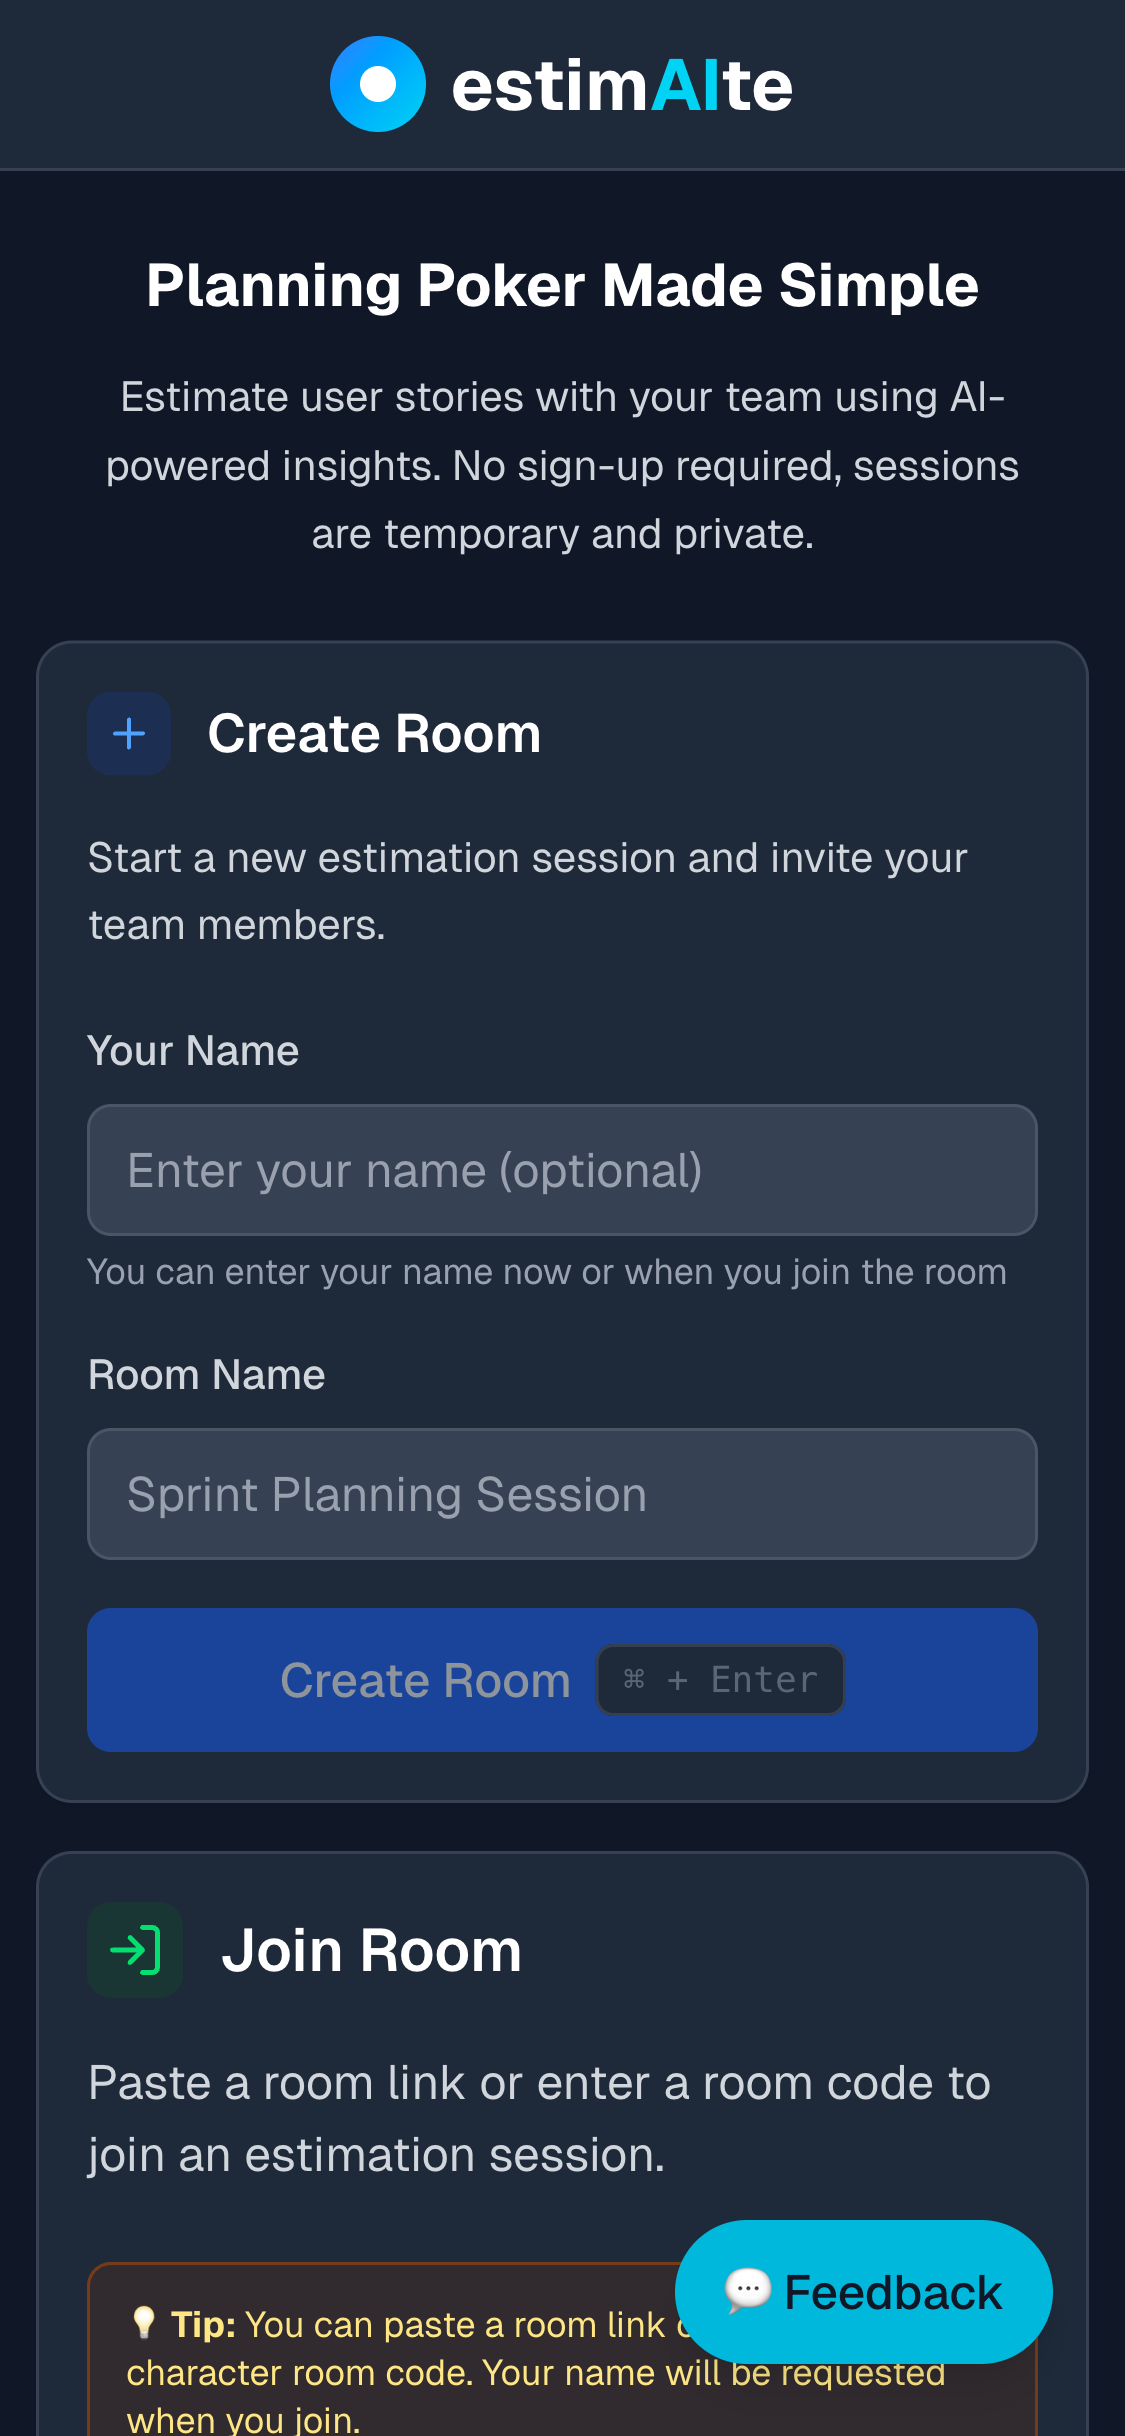 estimAIte
Planning Poker Made Simple
Estimate user stories with your team using AI-
powered insights. No sign-up required, sessions
are temporary and private.
Create Room
Start a new estimation session and invite your
team members.
Your Name
Enter your name (optional)
You can enter your name now or when you join the room
Room Name
Sprint Planning Session
Create Room ⌘ + Enter
Join Room
Paste a room link or enter a room code to
join an estimation session.
💬 Feedback
💡 Tip: You can paste a room link
character room code. Your name will be requested
when you join.